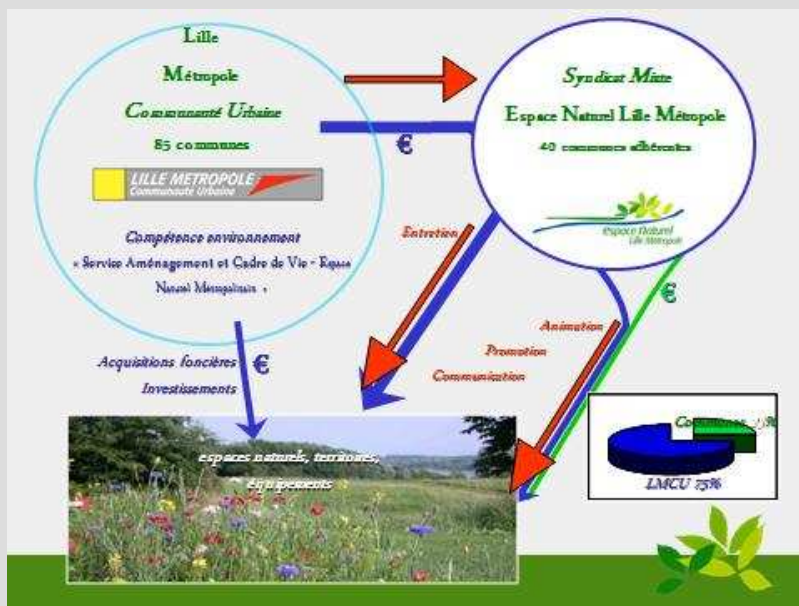 Lille
Métropole
Communauté Urbaine
85 communes
LILLE METROPOLE
Communauté Urbaine
Compétence environnement
« Service Aménagement et Cadre de Vie – Espace
Naturel Métropolitain »
€
Syndicat Mixte
Espace Naturel Lille Métropole
40 communes adhérentes
espace naturel
Lille Métropole
Entretien
€
Animation
Promotion
Communication
Acquisitions foncières
€
Investissements
espaces naturels, territoires,
équipements
Communes 25%
LMCU 75%